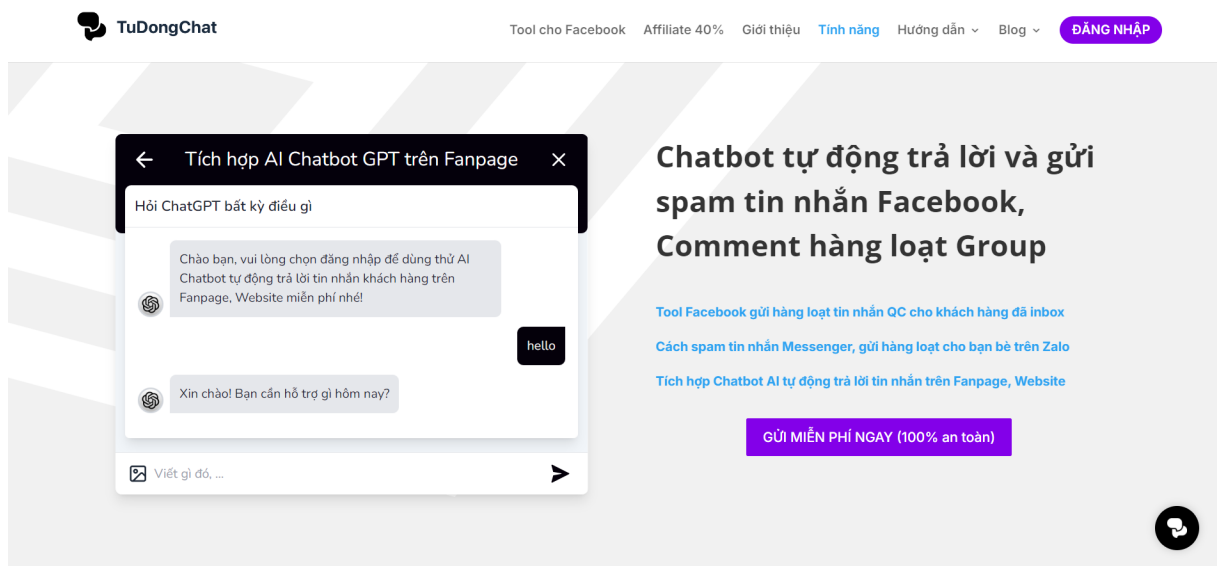 TuDongChat
Tool cho Facebook Affiliate 40% Giới thiệu Tính năng Hướng dẫn Blog ĐĂNG NHẬP
Tích hợp AI Chatbot GPT trên Fanpage
Hỏi ChatGPT bất kỳ điều gì
Chào bạn, vui lòng chọn đăng nhập để dùng thử AI
Chatbot tự động trả lời tin nhắn khách hàng trên
Fanpage, Website miễn phí nhé!
hello
Xin chào! Bạn cần hỗ trợ gì hôm nay?
Viết gì đó, ...
Chatbot tự động trả lời và gửi
spam tin nhắn Facebook,
Comment hàng loạt Group
Tool Facebook gửi hàng loạt tin nhắn QC cho khách hàng đã inbox
Cách spam tin nhắn Messenger, gửi hàng loạt cho bạn bè trên Zalo
Tích hợp Chatbot AI tự động trả lời tin nhắn trên Fanpage, Website
GỬI MIỄN PHÍ NGAY (100% an toàn)